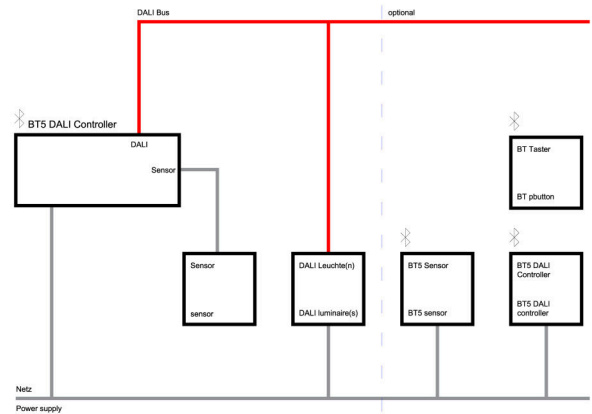 DALI Bus
optional
BT5 DALI Controller
DALI
Sensor
BT Taster
BT pbutton
Sensor
sensor
DALI Leuchte(n)
DALI luminaire(s)
BT5 Sensor
BT5 sensor
BT5 DALI
Controller
BT5 DALI
controller
Netz
Power supply